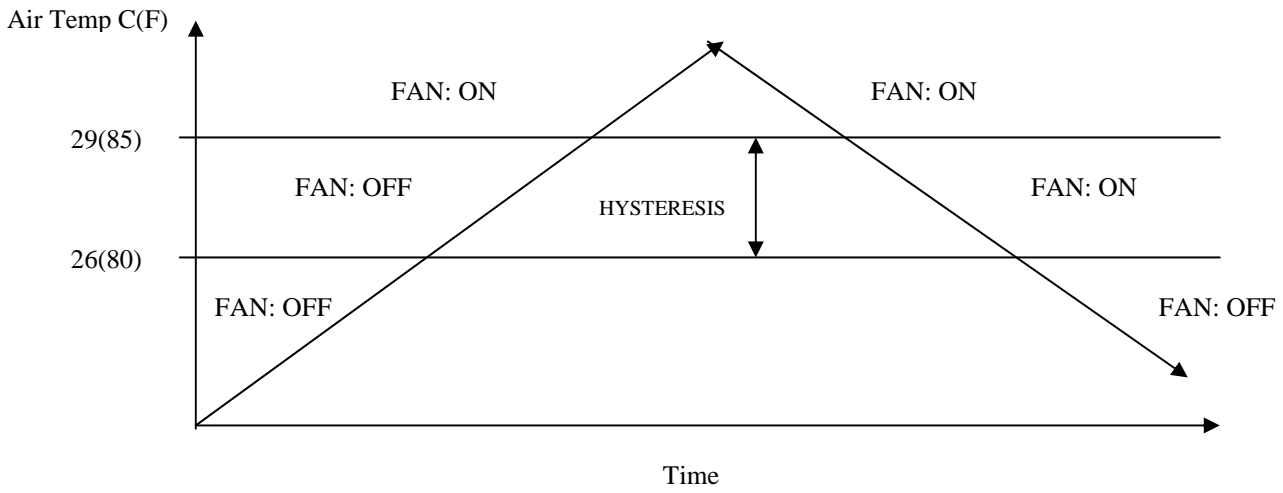 Air Temp C(F)
FAN: ON
FAN: ON
29(85)
FAN: OFF
FAN: ON
HYSTERESIS
26(80)
FAN: OFF
FAN: OFF
Time